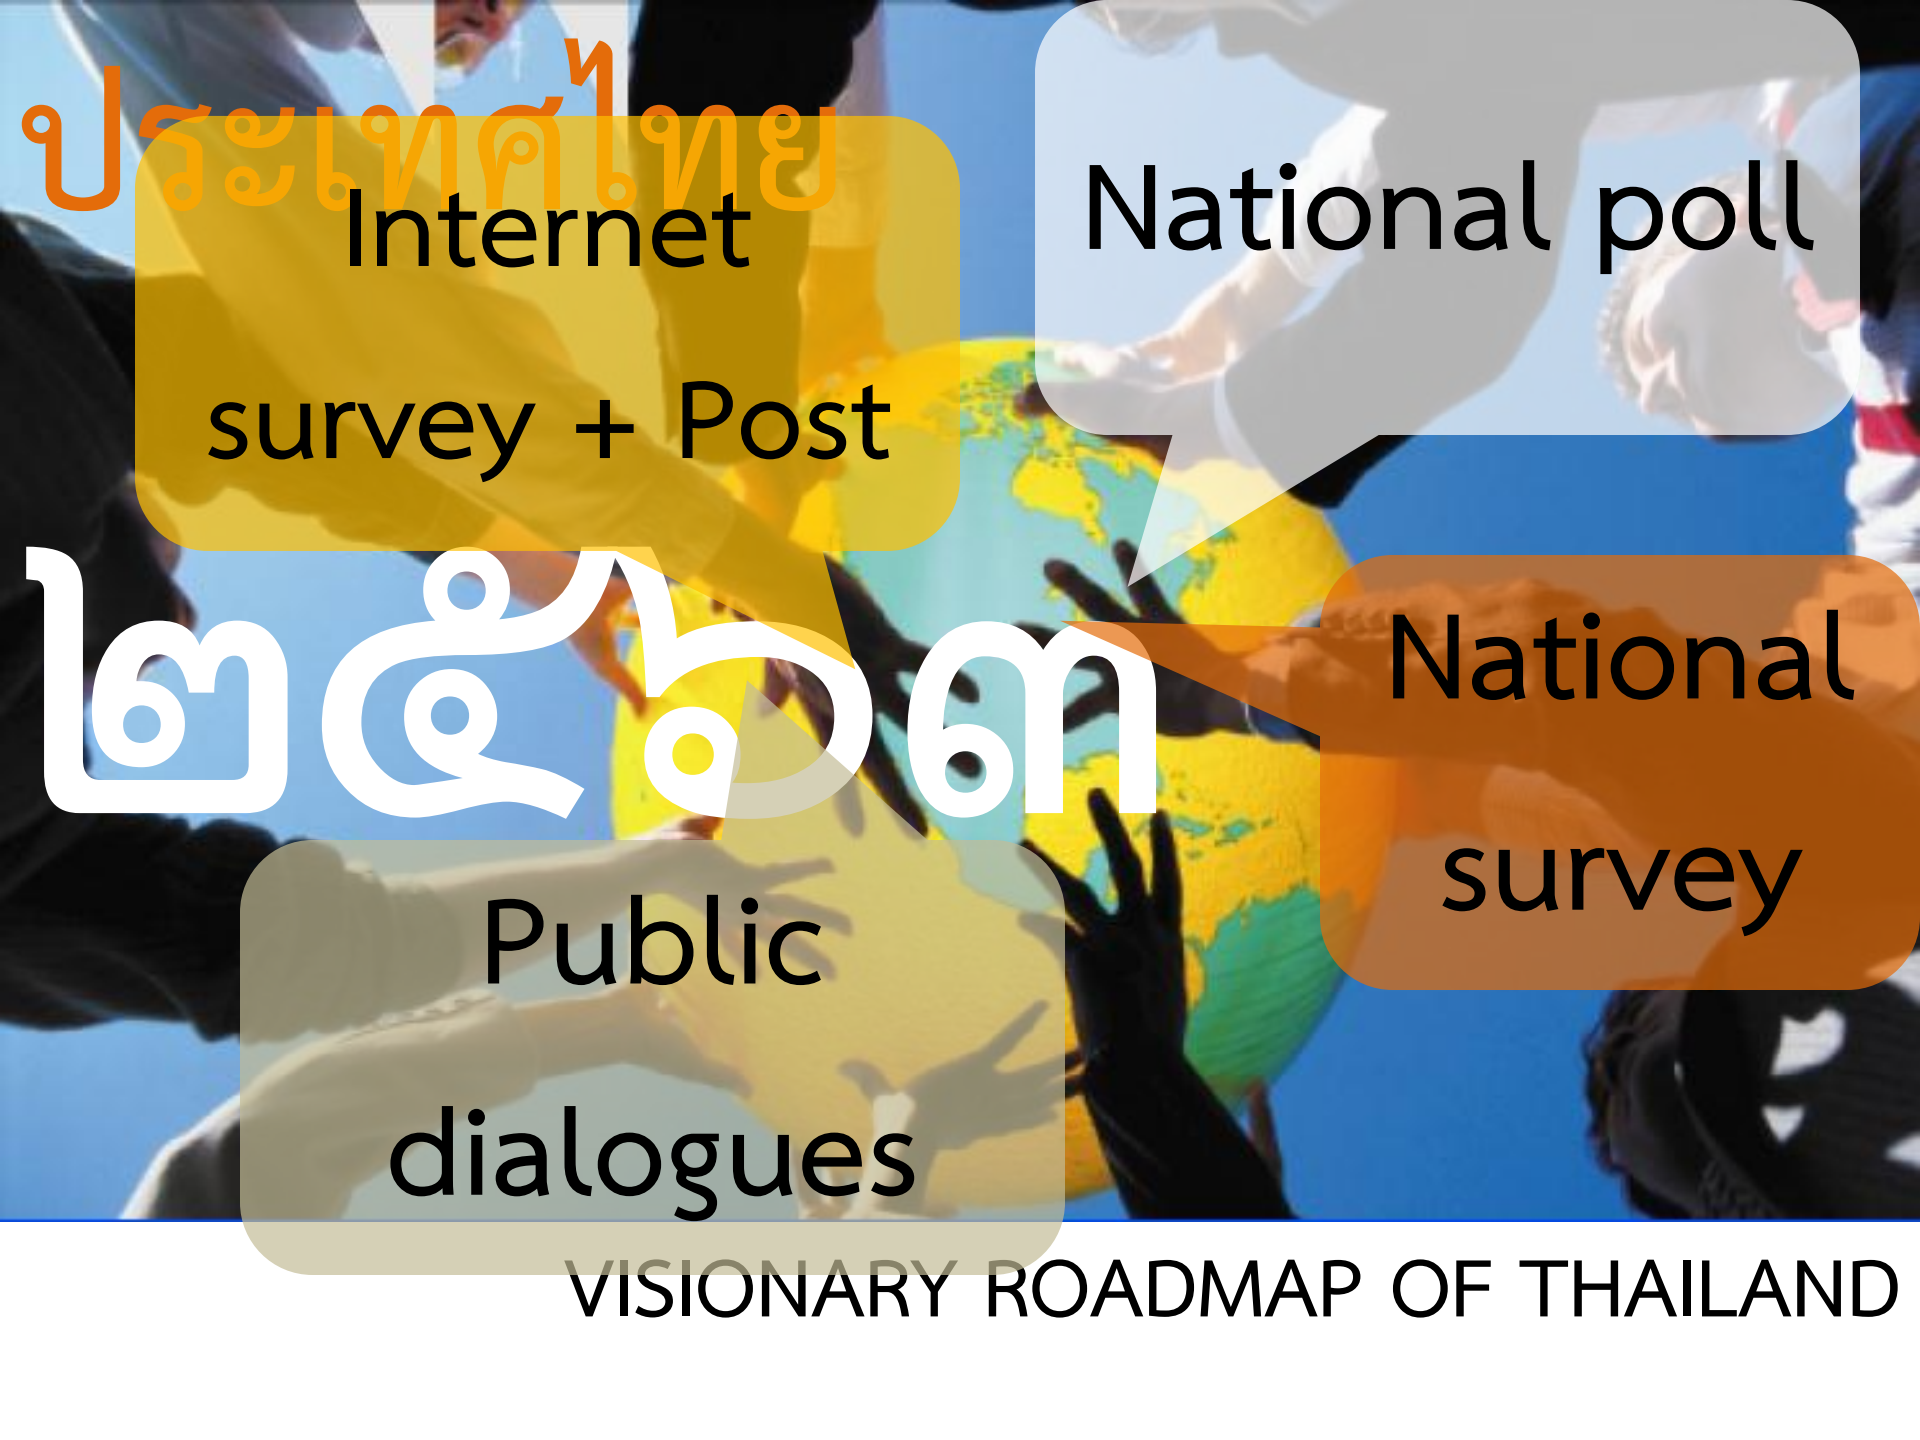 ประเทศไทย
Internet
survey + Post
National poll
๒๕๖๓
National
survey
Public
dialogues
VISIONARY ROADMAP OF THAILAND